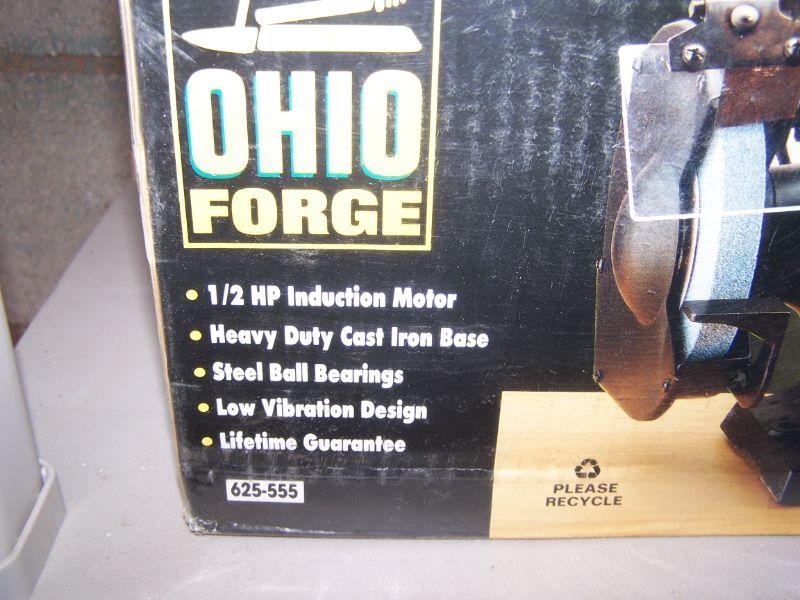 OHIO
FORGE
• 1/2 HP Induction Motor
• Heavy Duty Cast Iron Base
• Steel Ball Bearings
• Low Vibration Design
• Lifetime Guarantee
625-555
PLEASE
RECYCLE